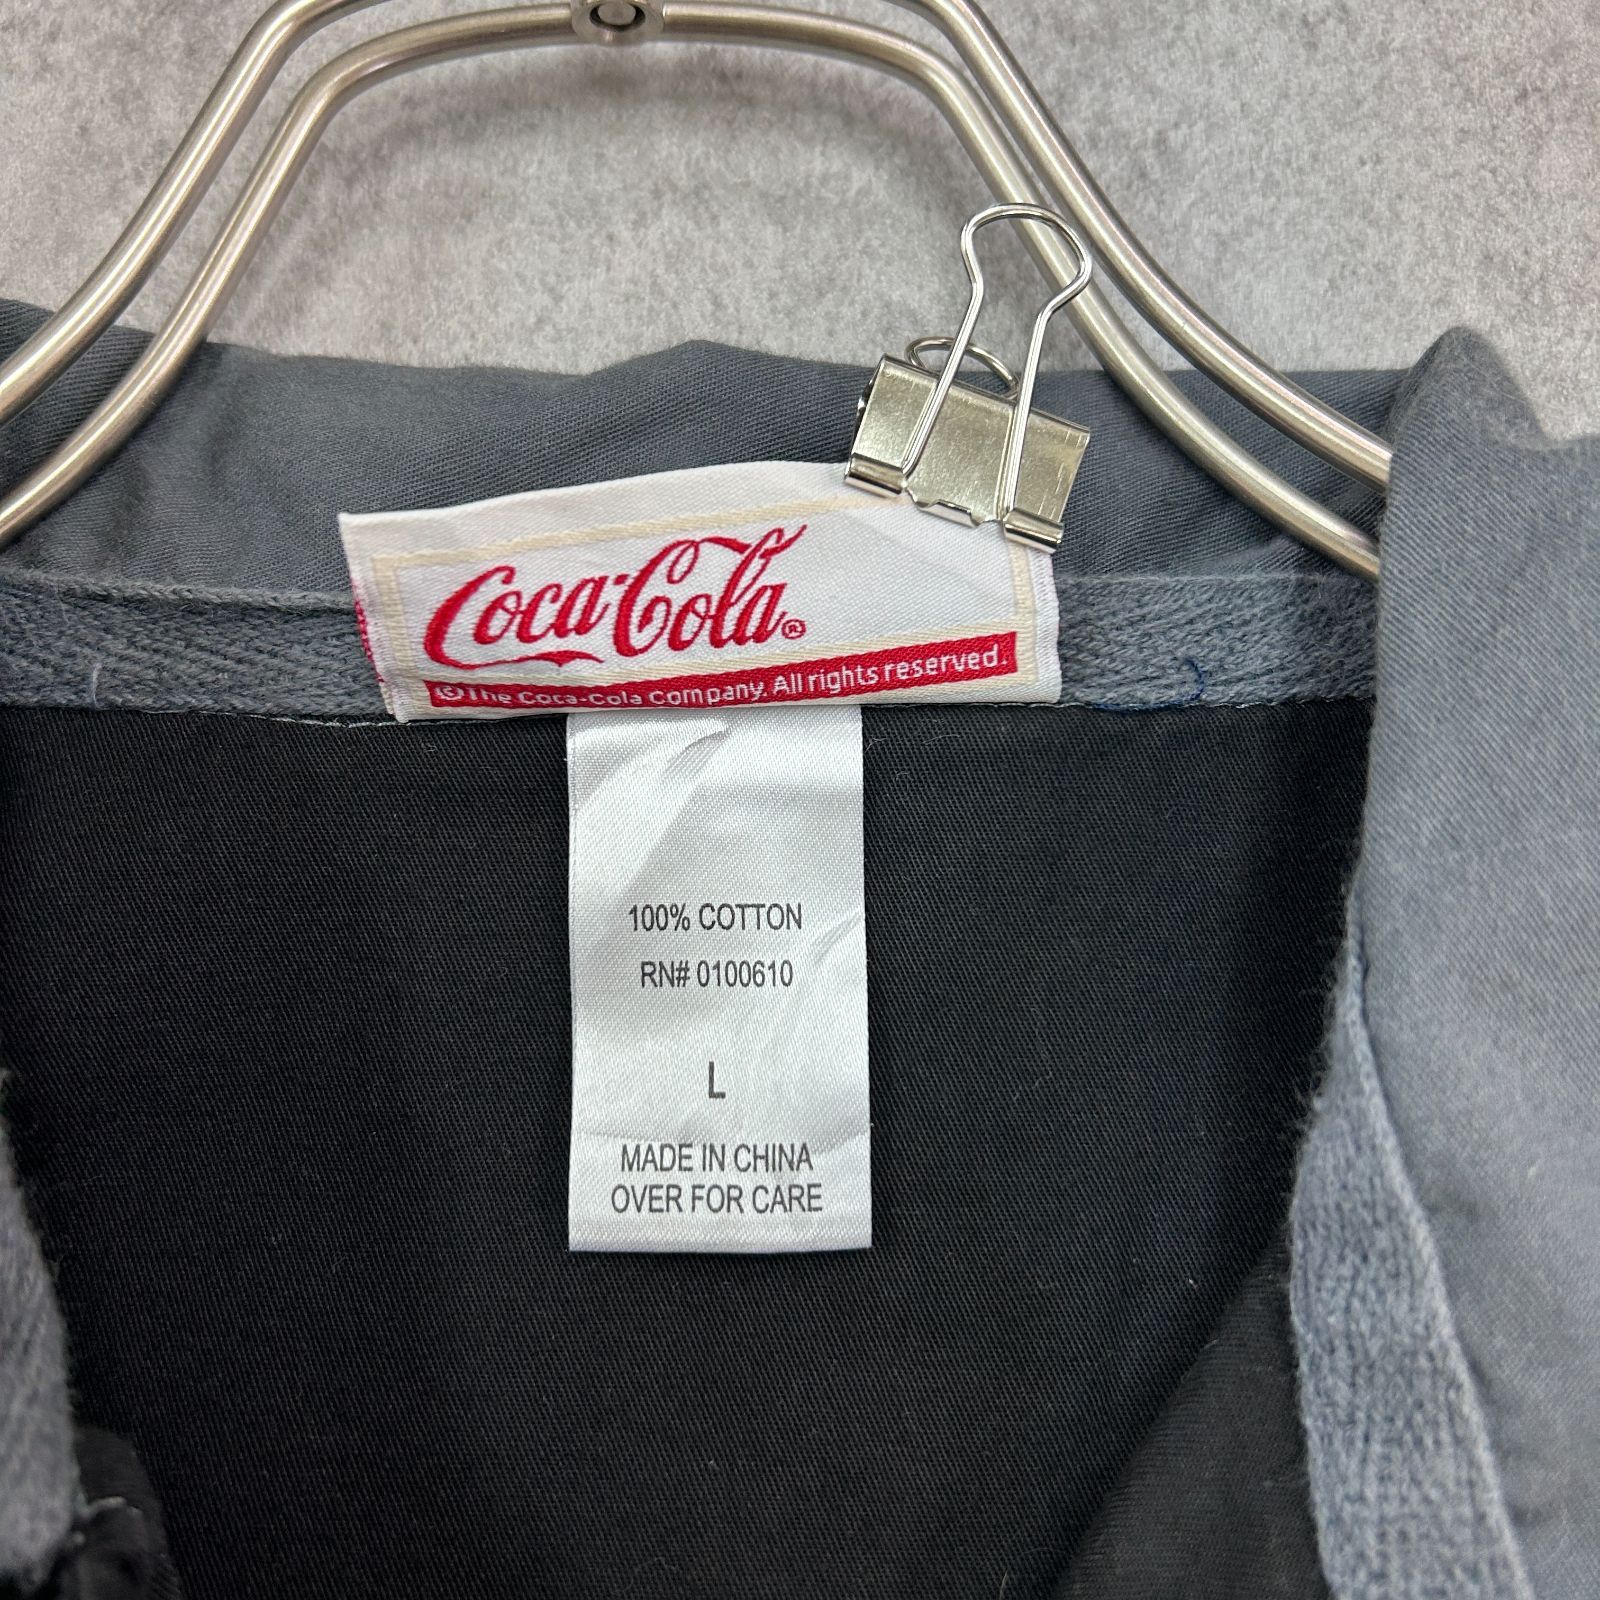 Coca-Cola®
©The Coca-Cola Company. All rights reserved.
100% COTTON
RN# 0100610
L
MADE IN CHINA
OVER FOR CARE